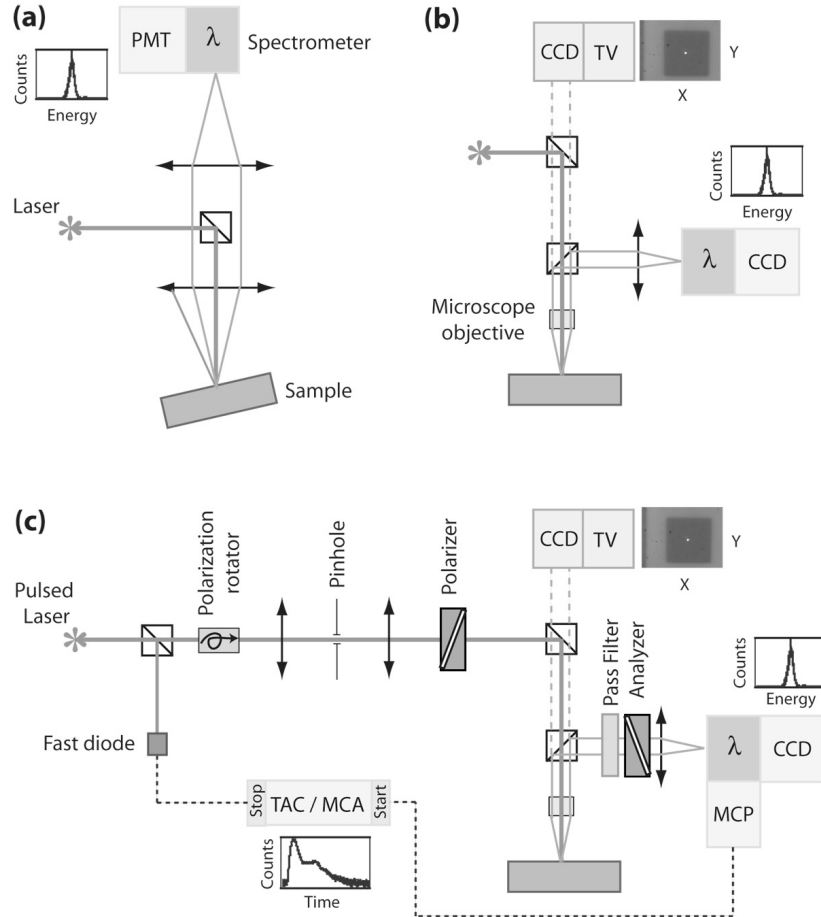 (a)
PMT
λ
Spectrometer
Counts
Energy
Laser
Sample
(b)
CCD
TV
Y
X
Counts
Energy
λ
CCD
Microscope
objective
(c)
Pulsed
Laser
Polarization
rotator
Pinhole
Polarizer
CCD
TV
Y
X
Pass Filter
Analyzer
Counts
Energy
λ
CCD
MCP
Fast diode
Stop
TAC / MCA
Start
Counts
Time